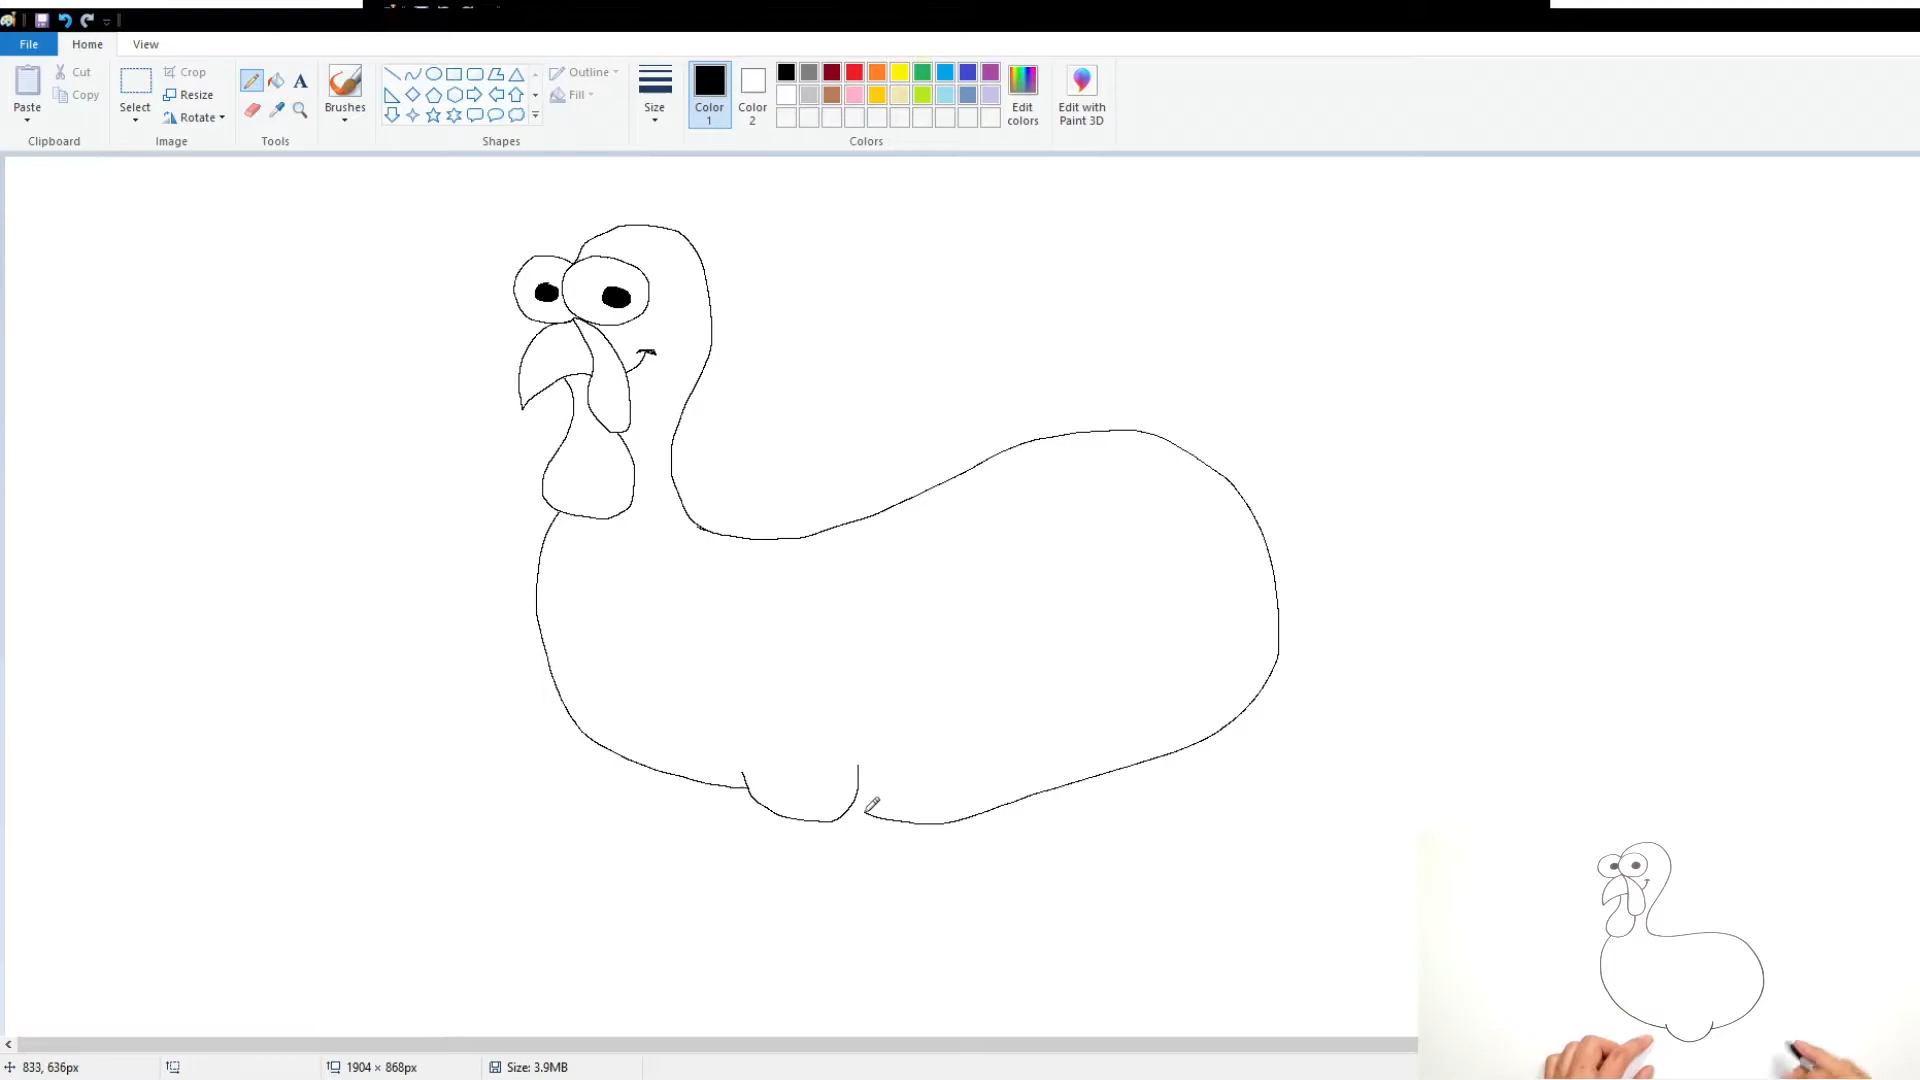 File Home View
Paste
Cut
Copy
Clipboard
Select
Crop
Resize
Rotate
Image
A
Tools
Brushes
Shapes
Outline
Fill
Size
Color 1
Color 2
Colors
Edit colors
Edit with Paint 3D
833, 636px
1904 × 868px
Size: 3.9MB